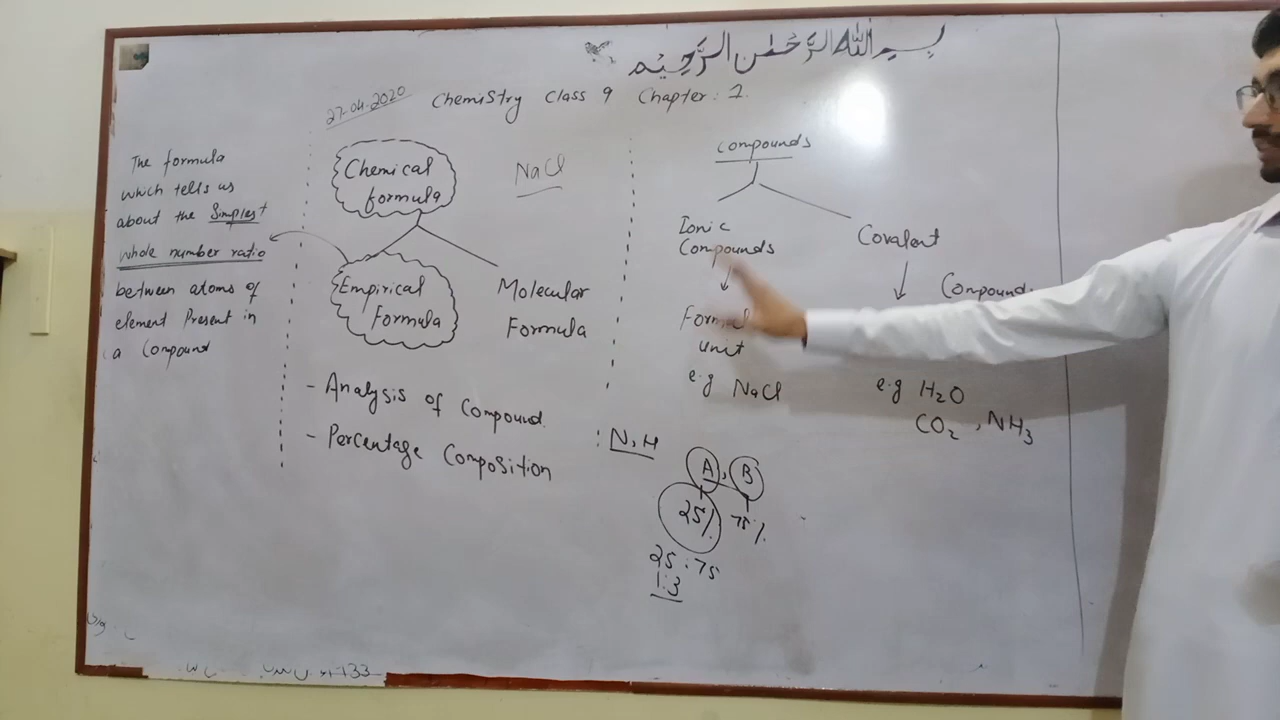 بسم الله الرحمن الرحيم
27-04-2020
Chemistry Class 9 Chapter: 1.
The formula
which tells us
about the Simplest
whole number ratio
between atoms of
element Present in
a Compound
Chemical
formula
NaCl
Empirical
Formula
Molecular
Formula
- Analysis of Compound.
- Percentage Composition
Compounds
Ionic
Compounds
unit
e.g NaCl
Covalent
Compound.
e.g H₂O
CO₂, NH₃
: N, H
A, B
25% 75%
25:75
1:3